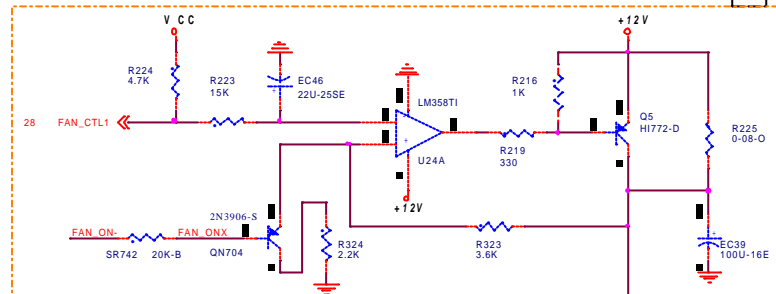 V CC
+12V
R224
4.7K
R223
15K
EC46
22U-25SE
LM358TI
R216
1K
Q5
HI772-D
R225
0-08-O
28 FAN_CTL1
U24A
R219
330
+12V
2N3906-S
FAN_ON-
FAN_ONX
SR742 20K-B
QN704
R324
2.2K
R323
3.6K
EC39
100U-16E